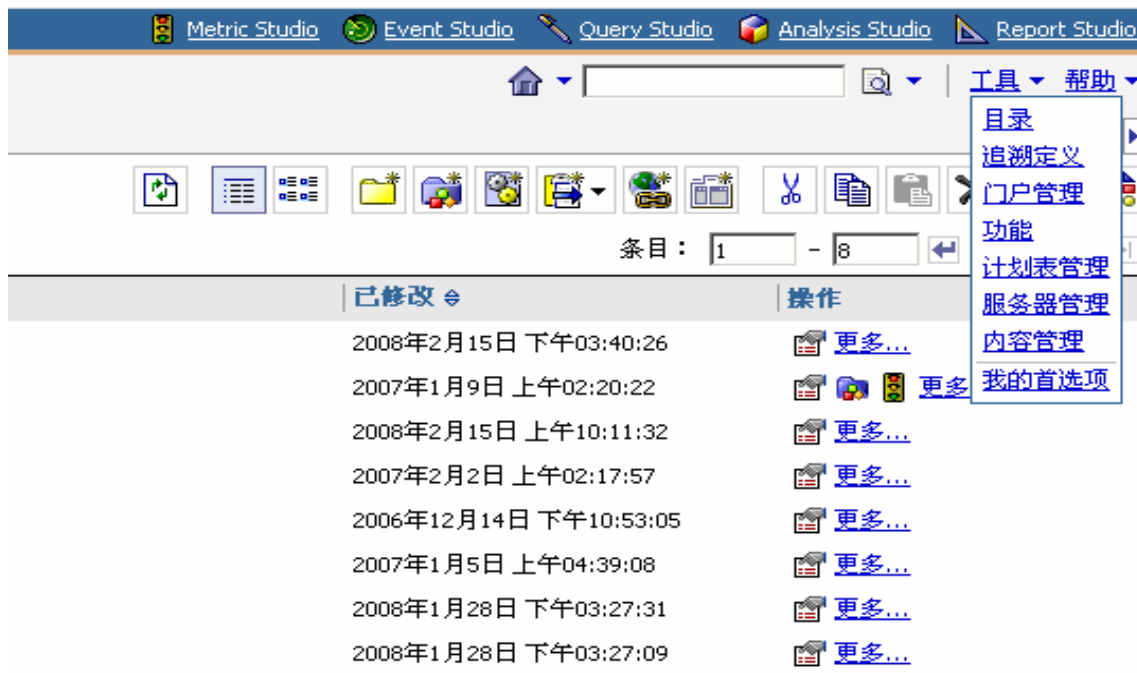 Metric Studio Event Studio Query Studio Analysis Studio Report Studio
工具 帮助
目录
追溯定义
门户管理
功能
计划表管理
服务器管理
内容管理
我的首选项
条目： 1 - 8
已修改 操作
2008年2月15日 下午03:40:26 更多...
2007年1月9日 上午02:20:22 更多
2008年2月15日 上午10:11:32 更多...
2007年2月2日 上午02:17:57 更多...
2006年12月14日 下午10:53:05 更多...
2007年1月5日 上午04:39:08 更多...
2008年1月28日 下午03:27:31 更多...
2008年1月28日 下午03:27:09 更多...